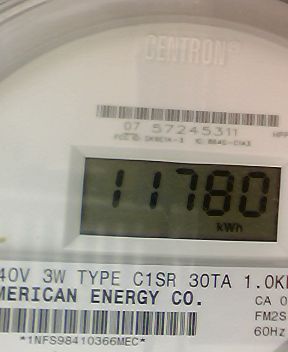 CENTRON®
07 57245311
11780
kWh
40V 3W TYPE C1SR 30TA 1.0K
MERICAN ENERGY CO.
CA 0
FM2S
60Hz
*1NFS98410366MEC*